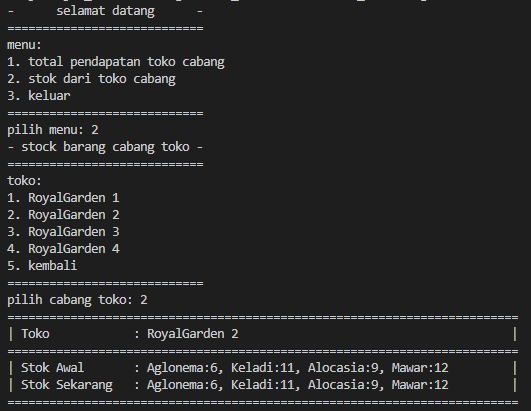 -      selamat datang      -
============================
menu:
1. total pendapatan toko cabang
2. stok dari toko cabang
3. keluar
============================
pilih menu: 2
- stock barang cabang toko -
============================
toko:
1. RoyalGarden 1
2. RoyalGarden 2
3. RoyalGarden 3
4. RoyalGarden 4
5. kembali
============================
pilih cabang toko: 2
=========================================================================
| Toko            : RoyalGarden 2                                       |
=========================================================================
| Stok Awal       : Aglonema:6, Keladi:11, Alocasia:9, Mawar:12         |
| Stok Sekarang   : Aglonema:6, Keladi:11, Alocasia:9, Mawar:12         |
=========================================================================